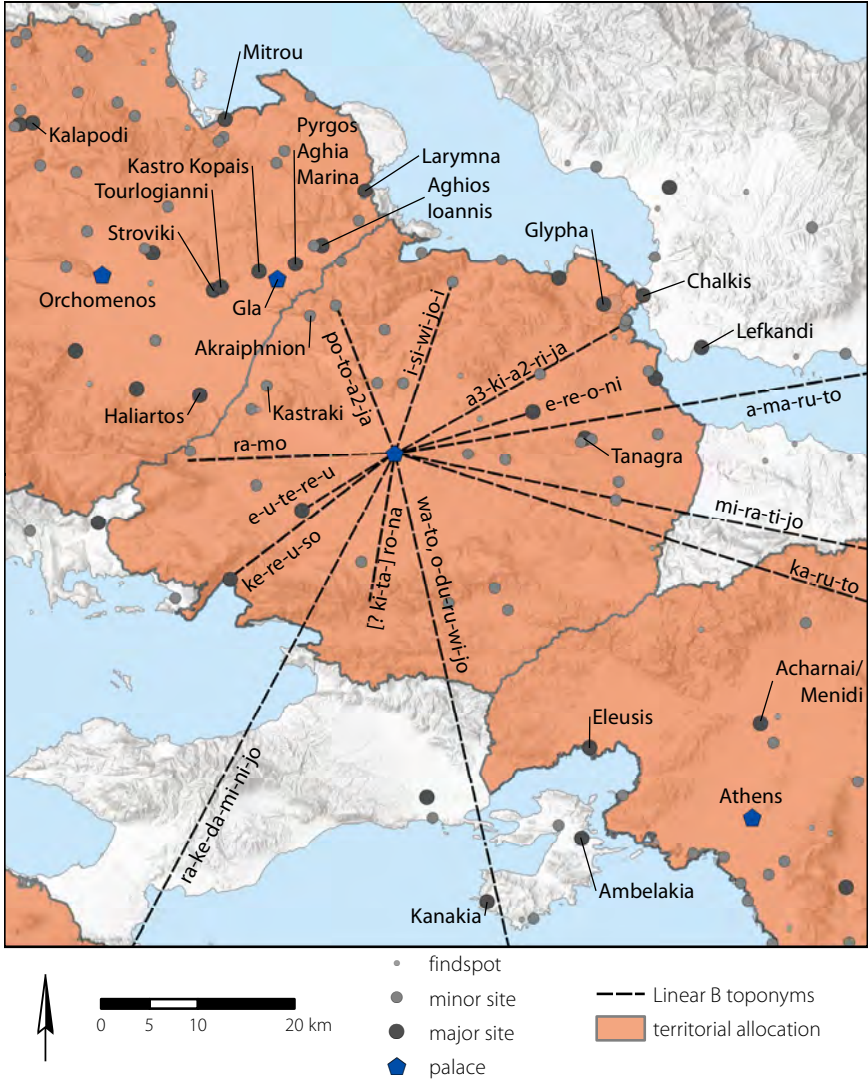 Mitrou
Kalapodi
Pyrgos
Aghia
Marina
Kastro Kopais
Tourlogianni
Larymna
Aghios
Ioannis
Stroviki
Glypha
Orchomenos
Gla
Chalkis
Akraiphnion
po-to-a2-ja
i-si-wi-jo-i
a3-ki-a2-ri-ja
Lefkandi
Haliartos
Kastraki
e-re-o-ni
a-ma-ru-to
ra-mo
Tanagra
e-u-te-re-u
ke-re-u-so
[? ki-ta-] ro-na
wa-to, o-du-ru-wi-jo
mi-ra-ti-jo
ka-ru-to
Acharnai/
Menidi
Eleusis
ra-ke-da-mi-ni-jo
Athens
Ambelakia
Kanakia
findspot
minor site
major site
palace
Linear B toponyms
territorial allocation
0 5 10 20 km